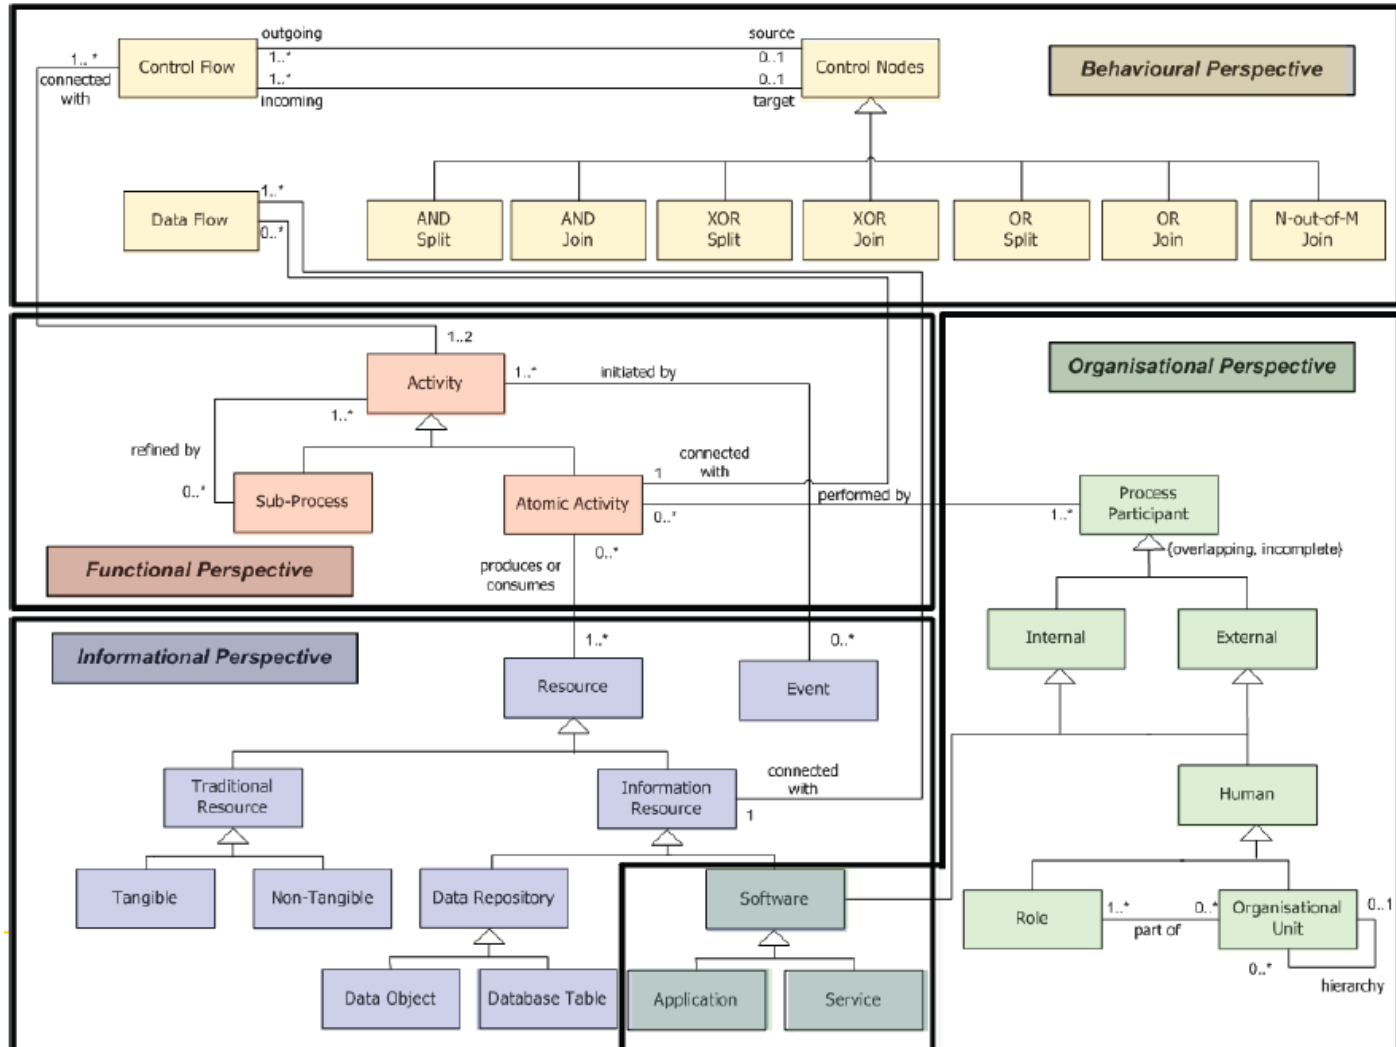 outgoing
source
1..*
Control Flow
1..*
0..1
Control Nodes
Behavioural Perspective
connected
with
1..*
0..1
incoming
target
1..*
Data Flow
0..*
AND
Split
AND
Join
XOR
Split
XOR
Join
OR
Split
OR
Join
N-out-of-M
Join
1..2
Activity
1..*
initiated by
Organisational Perspective
1..*
refined by
connected
with
1
0..*
Sub-Process
Atomic Activity
performed by
0..*
1..*
Process
Participant
0..*
{overlapping, incomplete}
Functional Perspective
produces or
consumes
Internal
External
Informational Perspective
1..*
0..*
Resource
Event
Traditional
Resource
Information
Resource
connected
with
1
Human
Tangible
Non-Tangible
Data Repository
Software
Role
1..*
0..*
part of
Organisational
Unit
0..1
0..*
hierarchy
Data Object
Database Table
Application
Service